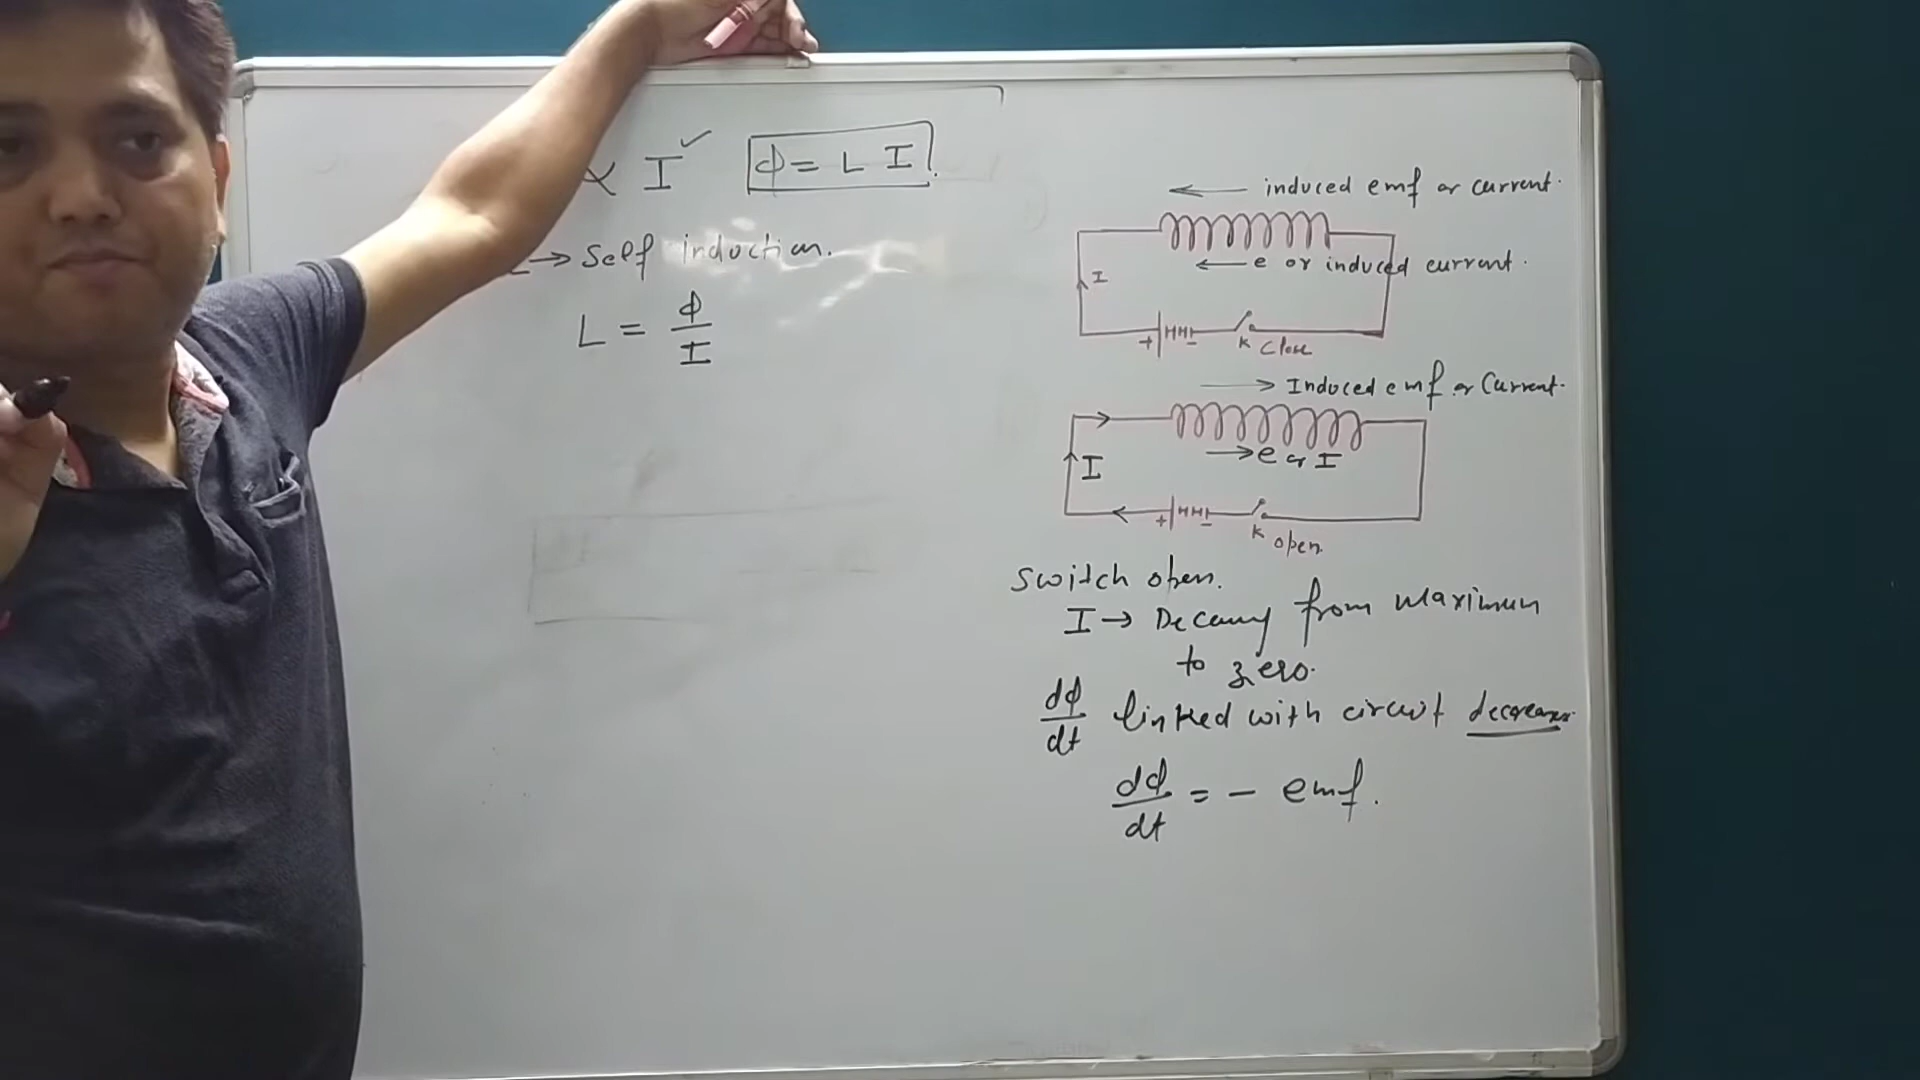 ∝ I ✓ ϕ = L I
L → Self induction.
L = ϕ/I
← induced emf or current.
← e or induced current.
I
+ - K Close
→ Induced emf or Current.
→ e or I
I
+ - K open
Switch open.
I → Decany from maximum
to zero.
dϕ/dt linked with circuit decreases
dϕ/dt = - emf.